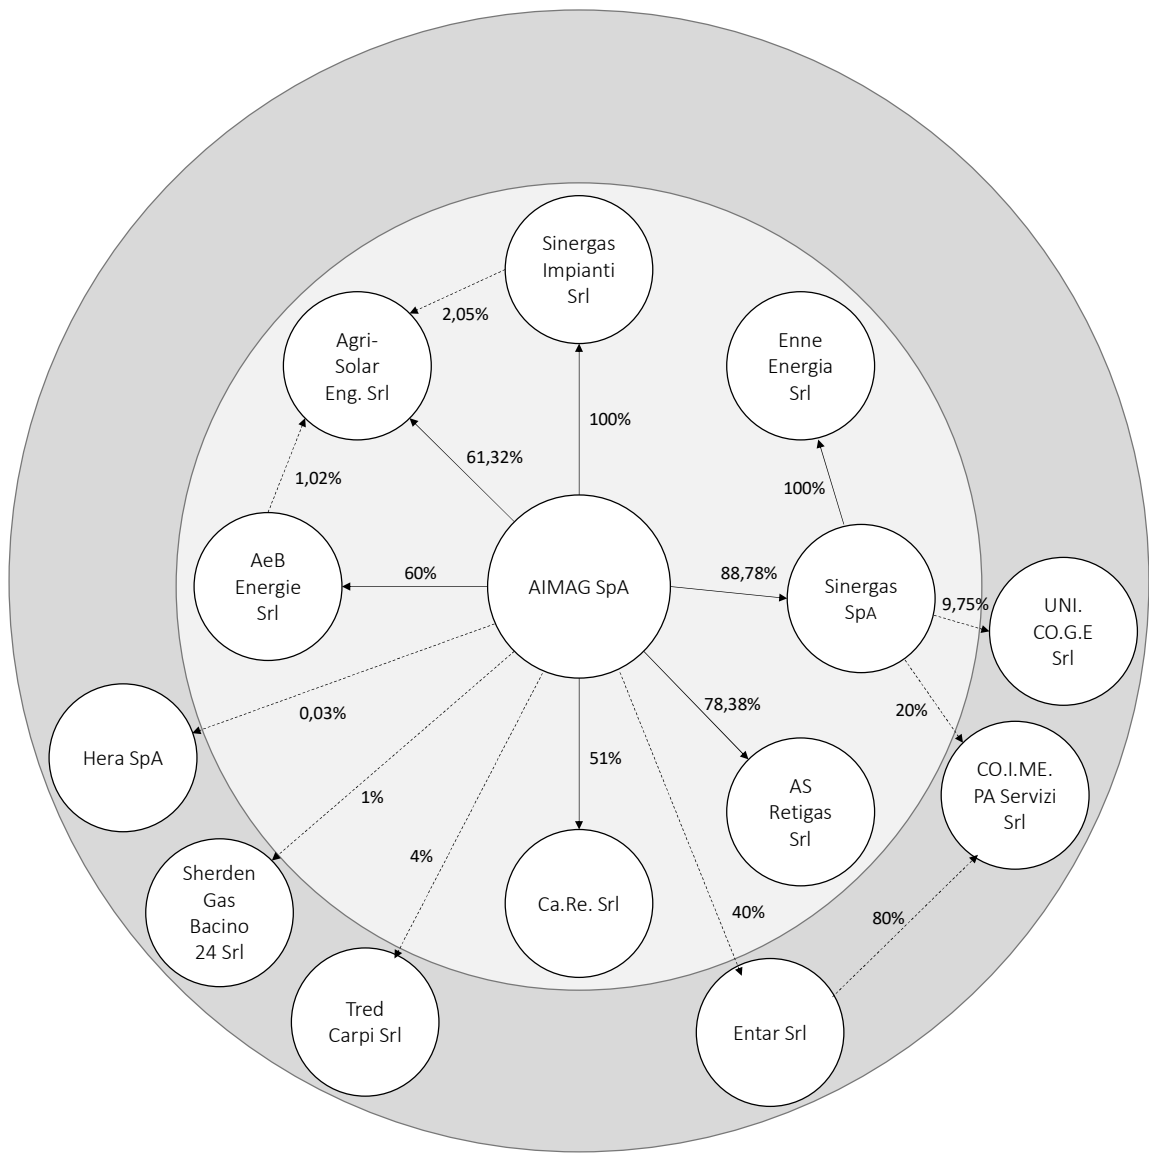 Sinergas
Impianti
Srl
2,05%
Agri-
Solar
Eng. Srl
Enne
Energia
Srl
100%
61,32%
1,02%
100%
AeB
Energie
Srl
60%
AIMAG SpA
88,78%
Sinergas
SpA
9,75%
UNI.
CO.G.E
Srl
0,03%
78,38%
20%
Hera SpA
51%
1%
AS
Retigas
Srl
CO.I.ME.
PA Servizi
Srl
4%
Sherden
Gas
Bacino
24 Srl
Ca.Re. Srl
40%
80%
Tred
Carpi Srl
Entar Srl